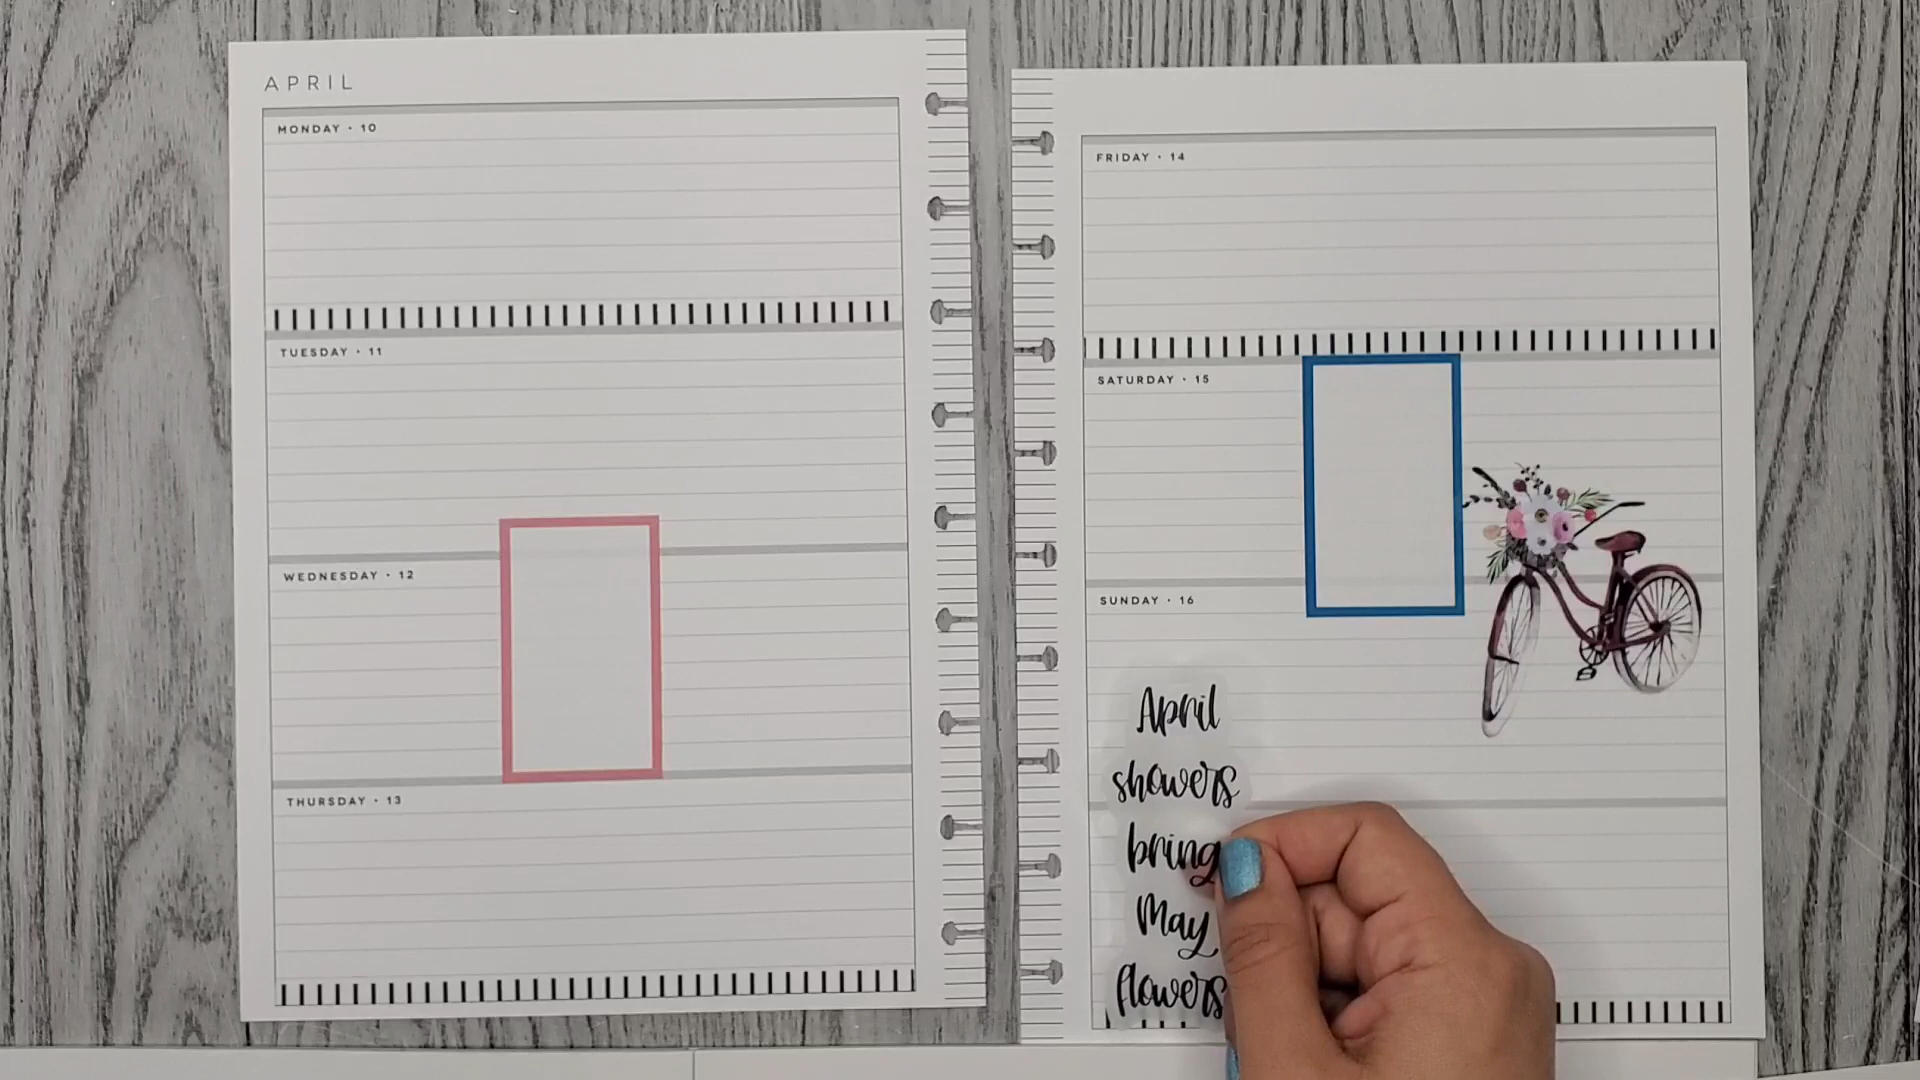 APRIL
MONDAY · 10
TUESDAY · 11
WEDNESDAY · 12
THURSDAY · 13
FRIDAY · 14
SATURDAY · 15
SUNDAY · 16
April
showers
bring
May
flowers